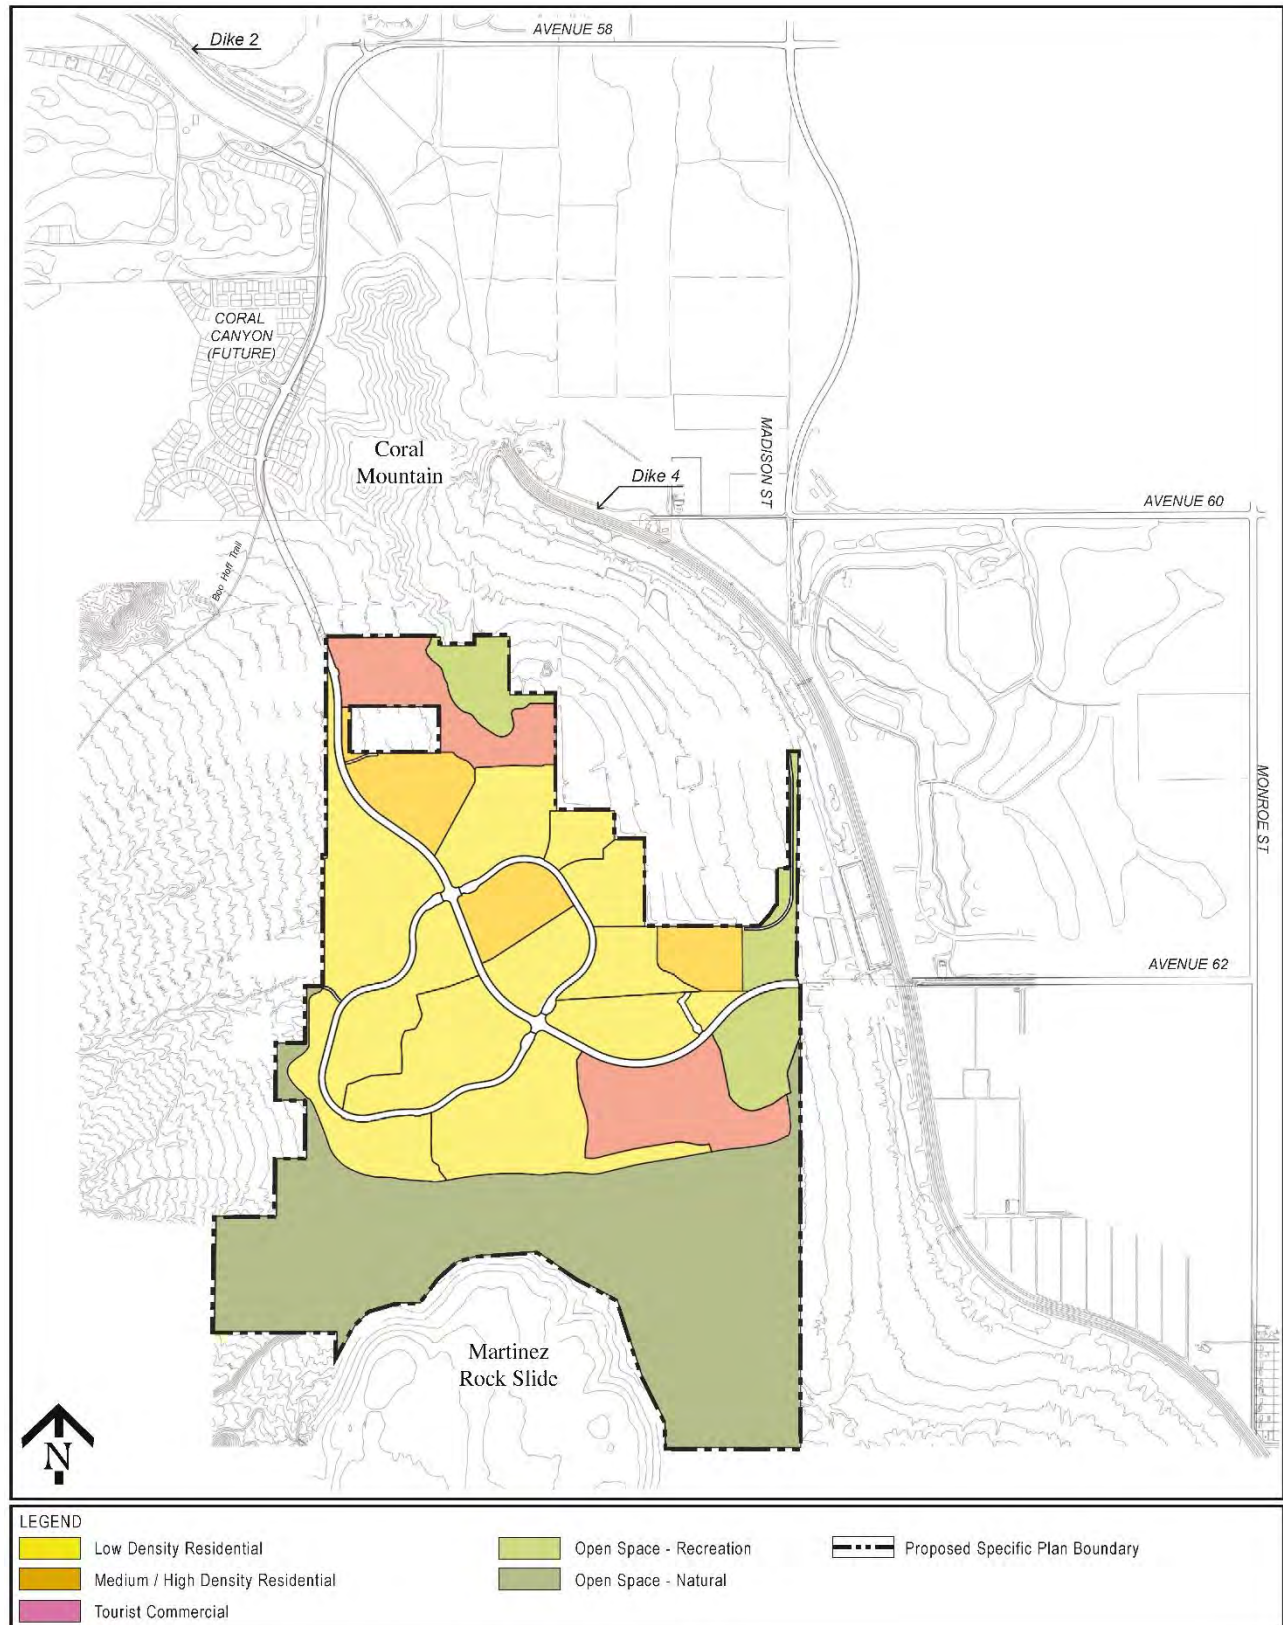 AVENUE 58
Dike 2
CORAL
CANYON
(FUTURE)
MADISON ST
Coral
Mountain
Dike 4
AVENUE 60
Boo Hoff Trail
MONROE ST
AVENUE 62
Martinez
Rock Slide
N
LEGEND
Low Density Residential
Medium / High Density Residential
Tourist Commercial
Open Space - Recreation
Open Space - Natural
Proposed Specific Plan Boundary